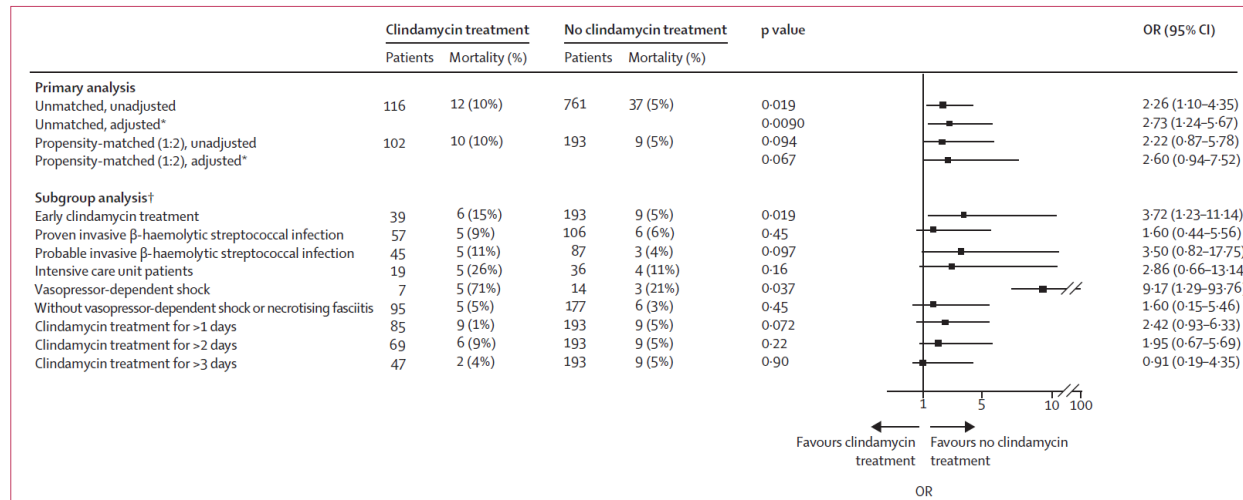 Clindamycin treatment No clindamycin treatment p value OR (95% CI)
Patients Mortality (%) Patients Mortality (%)
Primary analysis
Unmatched, unadjusted 116 12 (10%) 761 37 (5%) 0·019 2·26 (1·10–4·35)
Unmatched, adjusted* 0·0090 2·73 (1·24–5·67)
Propensity-matched (1:2), unadjusted 102 10 (10%) 193 9 (5%) 0·094 2·22 (0·87–5·78)
Propensity-matched (1:2), adjusted* 0·067 2·60 (0·94–7·52)
Subgroup analysis†
Early clindamycin treatment 39 6 (15%) 193 9 (5%) 0·019 3·72 (1·23–11·14)
Proven invasive β-haemolytic streptococcal infection 57 5 (9%) 106 6 (6%) 0·45 1·60 (0·44–5·56)
Probable invasive β-haemolytic streptococcal infection 45 5 (11%) 87 3 (4%) 0·097 3·50 (0·82–17·75)
Intensive care unit patients 19 5 (26%) 36 4 (11%) 0·16 2·86 (0·66–13·14
Vasopressor-dependent shock 7 5 (71%) 14 3 (21%) 0·037 9·17 (1·29–93·76
Without vasopressor-dependent shock or necrotising fasciitis 95 5 (5%) 177 6 (3%) 0·45 1·60 (0·15–5·46)
Clindamycin treatment for >1 days 85 9 (1%) 193 9 (5%) 0·072 2·42 (0·93–6·33)
Clindamycin treatment for >2 days 69 6 (9%) 193 9 (5%) 0·22 1·95 (0·67–5·69)
Clindamycin treatment for >3 days 47 2 (4%) 193 9 (5%) 0·90 0·91 (0·19–4·35)
1 5 10 100
Favours clindamycin Favours no clindamycin
treatment treatment
OR